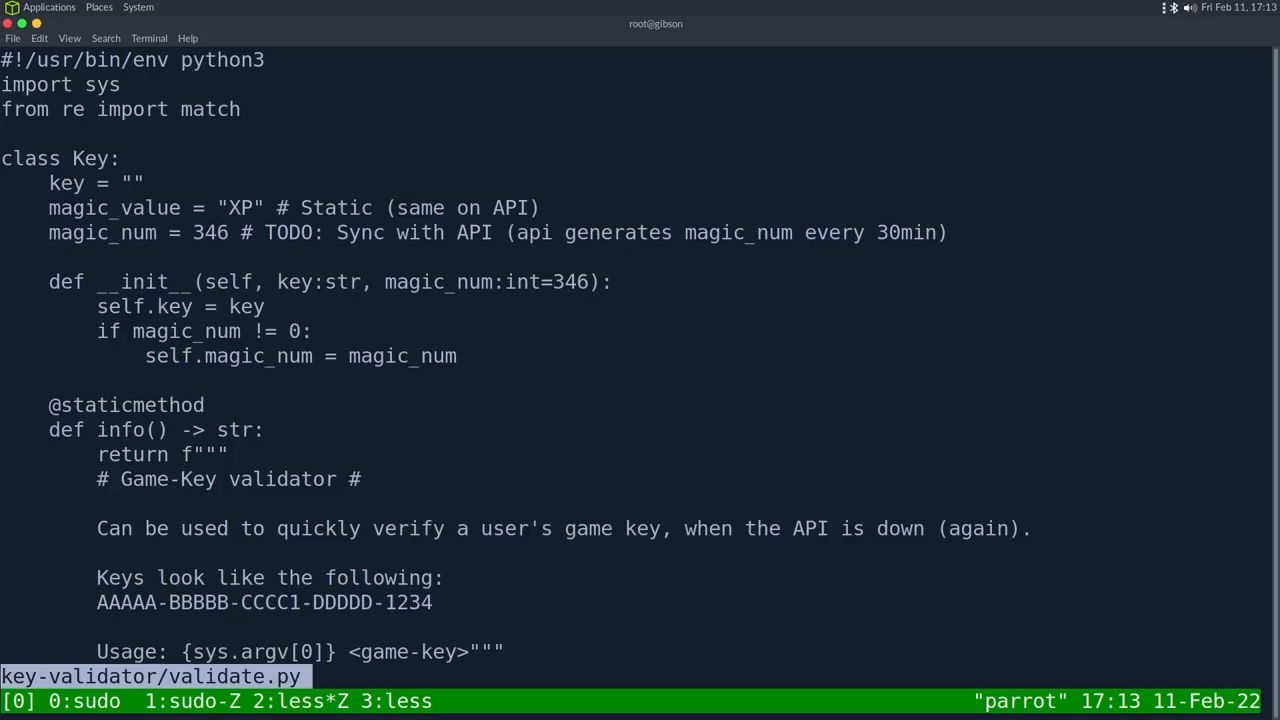 Applications Places System Fri Feb 11, 17:13
root@gibson
File Edit View Search Terminal Help
#!/usr/bin/env python3
import sys
from re import match

class Key:
    key = ""
    magic_value = "XP" # Static (same on API)
    magic_num = 346 # TODO: Sync with API (api generates magic_num every 30min)

    def __init__(self, key:str, magic_num:int=346):
        self.key = key
        if magic_num != 0:
            self.magic_num = magic_num

    @staticmethod
    def info() -> str:
        return f"""
        # Game-Key validator #

        Can be used to quickly verify a user's game key, when the API is down (again).

        Keys look like the following:
        AAAAA-BBBBB-CCCC1-DDDDD-1234

        Usage: {sys.argv[0]} <game-key>"""
key-validator/validate.py
[0] 0:sudo  1:sudo-Z 2:less*Z 3:less "parrot" 17:13 11-Feb-22